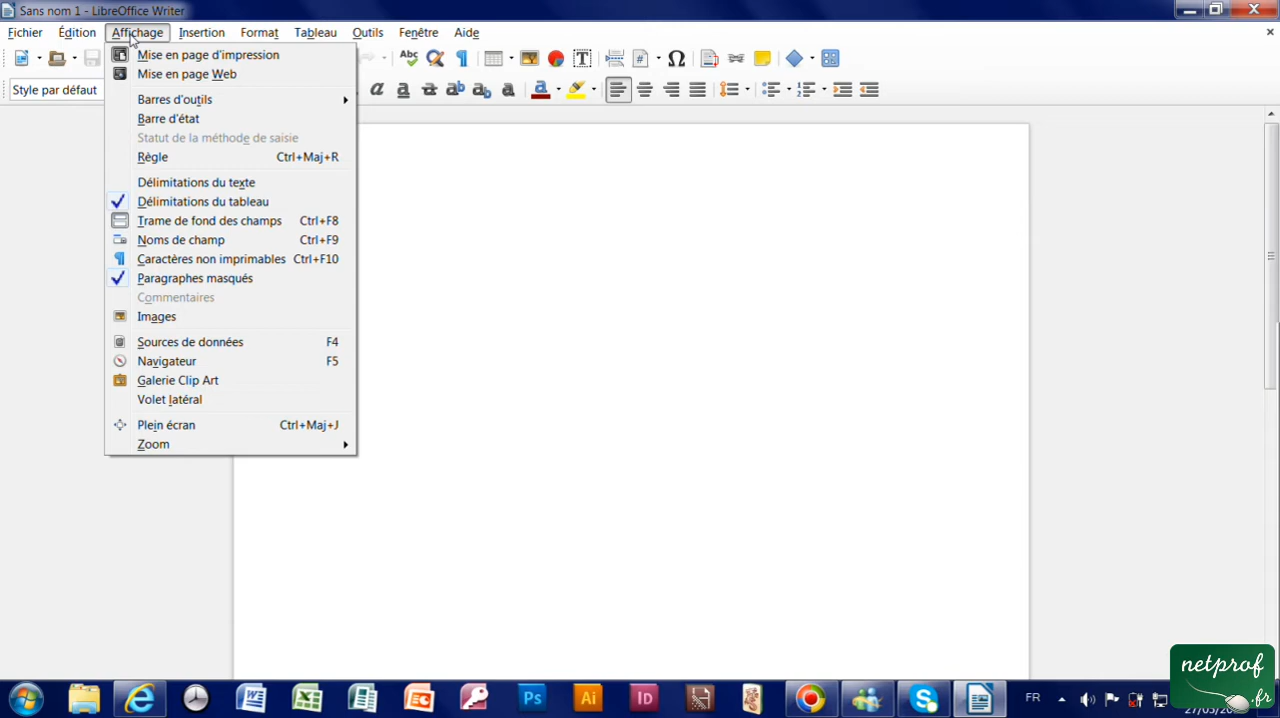 Sans nom 1 - LibreOffice Writer
Fichier Édition Affichage Insertion Format Tableau Outils Fenêtre Aide
Mise en page d'impression
Mise en page Web
Style par défaut
Barres d'outils
Barre d'état
Statut de la méthode de saisie
Règle Ctrl+Maj+R
Délimitations du texte
Délimitations du tableau
Trame de fond des champs Ctrl+F8
Noms de champ Ctrl+F9
Caractères non imprimables Ctrl+F10
Paragraphes masqués
Commentaires
Images
Sources de données F4
Navigateur F5
Galerie Clip Art
Volet latéral
Plein écran Ctrl+Maj+J
Zoom
netprof
.fr
Ps Ai Id
FR